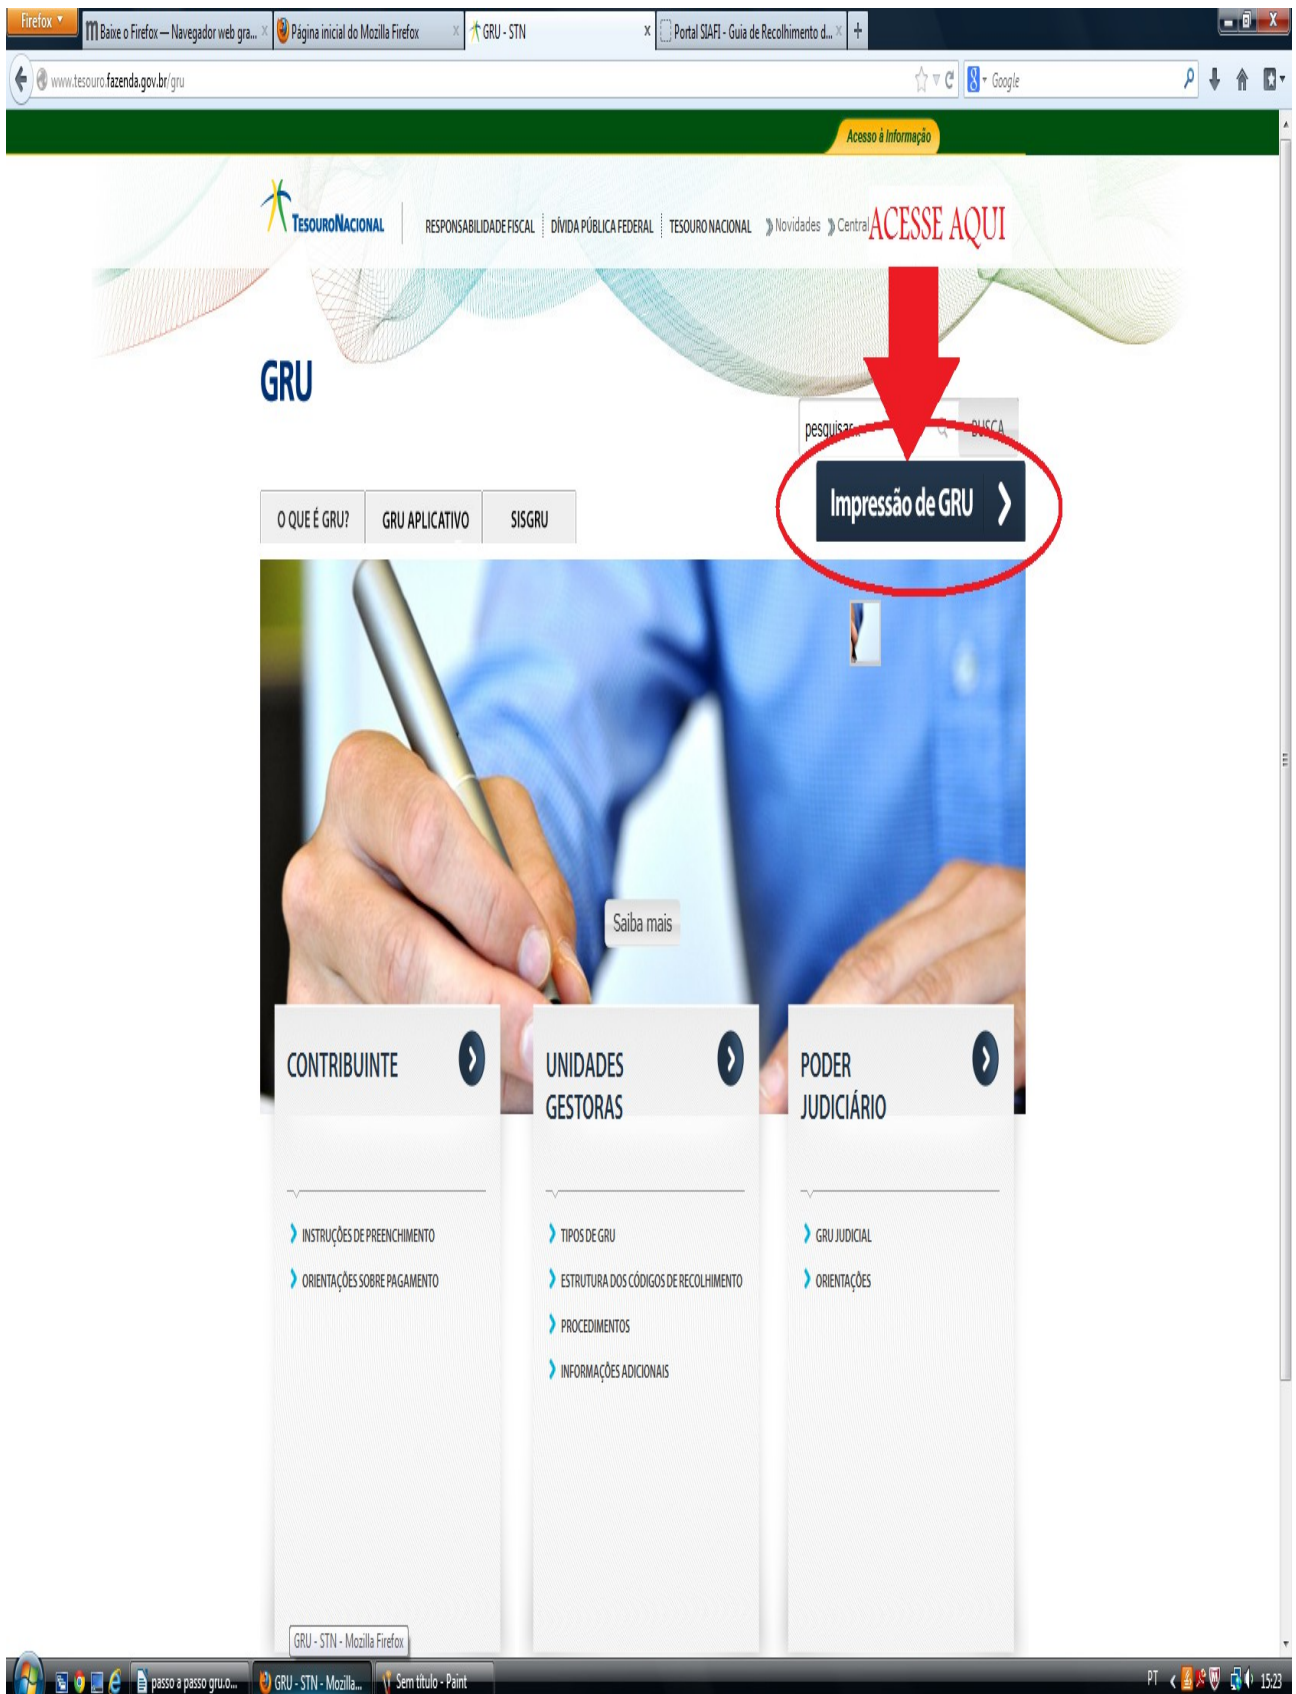 Firefox
Baixe o Firefox — Navegador web gra...
Página inicial do Mozilla Firefox
GRU - STN
Portal SIAFI - Guia de Recolhimento d...
www.tesouro.fazenda.gov.br/gru
Google
Acesso à Informação
TESOURONACIONAL
RESPONSABILIDADE FISCAL
DÍVIDA PÚBLICA FEDERAL
TESOURO NACIONAL
Novidades
Central
ACESSE AQUI
GRU
pesquisar...
BUSCA
Impressão de GRU
O QUE É GRU?
GRU APLICATIVO
SISGRU
Saiba mais
CONTRIBUINTE
INSTRUÇÕES DE PREENCHIMENTO
ORIENTAÇÕES SOBRE PAGAMENTO
UNIDADES
GESTORAS
TIPOS DE GRU
ESTRUTURA DOS CÓDIGOS DE RECOLHIMENTO
PROCEDIMENTOS
INFORMAÇÕES ADICIONAIS
PODER
JUDICIÁRIO
GRU JUDICIAL
ORIENTAÇÕES
GRU - STN - Mozilla Firefox
passo a passo gru.o...
GRU - STN - Mozilla...
Sem título - Paint
PT
15:23